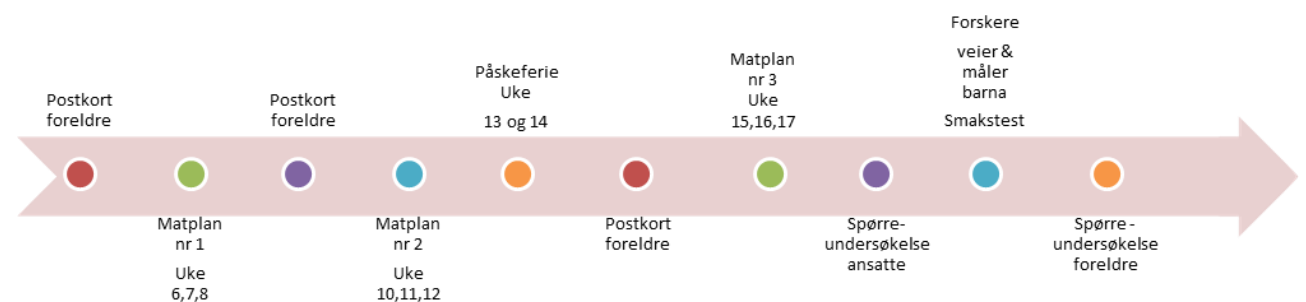 Postkort
foreldre
Matplan
nr 1
Uke
6,7,8
Postkort
foreldre
Matplan
nr 2
Uke
10,11,12
Påskeferie
Uke
13 og 14
Postkort
foreldre
Matplan
nr 3
Uke
15,16,17
Spørre-
undersøkelse
ansatte
Forskere
veier &
måler
barna
Smakstest
Spørre -
undersøkelse
foreldre